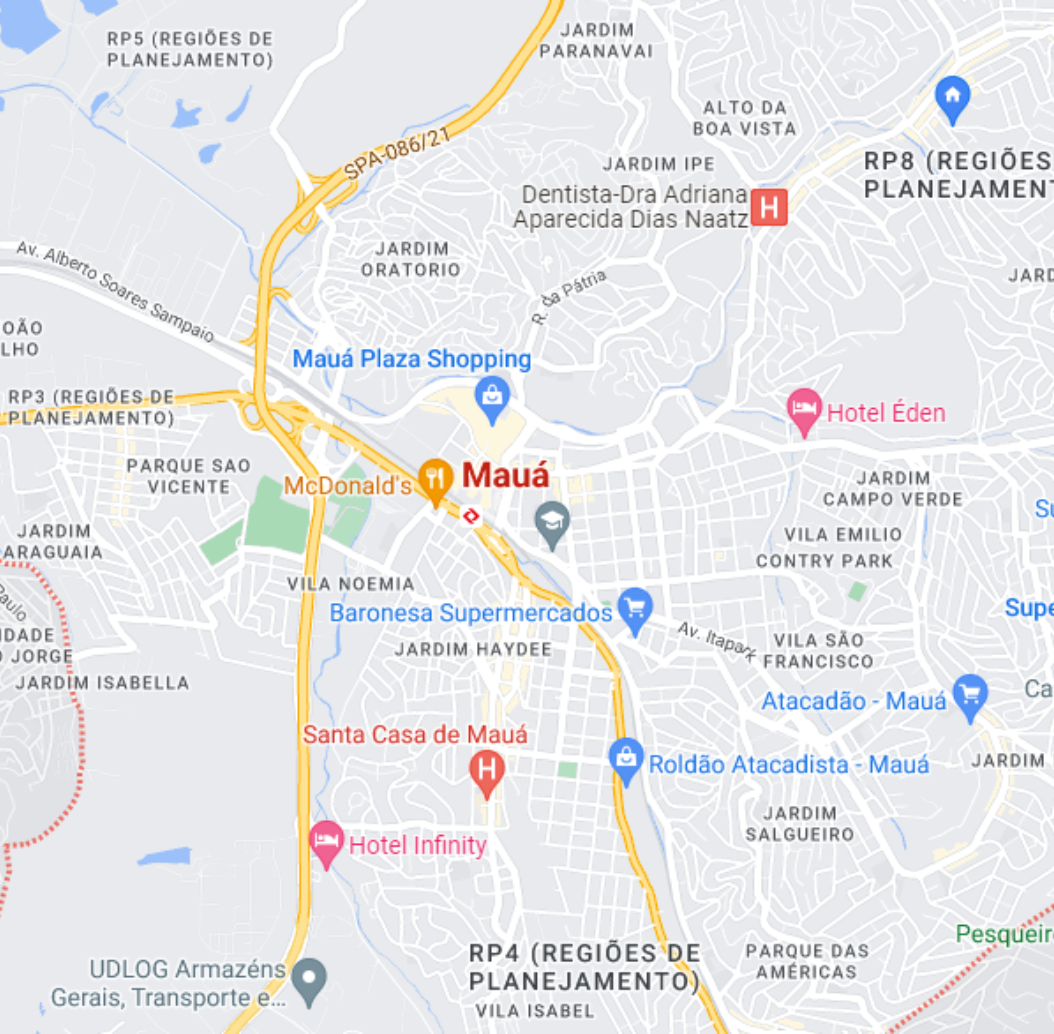 RP5 (REGIÕES DE
PLANEJAMENTO)
JARDIM
PARANAVAI
ALTO DA
BOA VISTA
SPA-086/21
JARDIM IPE
RP8 (REGIÕES
PLANEJAMENT
Dentista-Dra Adriana
Aparecida Dias Naatz
H
JARDIM
ORATORIO
Av. Alberto Soares Sampaio
R. da Pátria
JARD
OÃO
LHO
Mauá Plaza Shopping
RP3 (REGIÕES DE
PLANEJAMENTO)
Hotel Éden
PARQUE SAO
VICENTE
McDonald's
Mauá
JARDIM
CAMPO VERDE
JARDIM
ARAGUAIA
Su
VILA EMILIO
CONTRY PARK
VILA NOEMIA
Paulo
Baronesa Supermercados
Supe
IDADE
O JORGE
Av. Itapark
VILA SÃO
FRANCISCO
JARDIM HAYDEE
JARDIM ISABELLA
Atacadão - Mauá
Ca
Santa Casa de Mauá
H
Roldão Atacadista - Mauá
JARDIM
JARDIM
SALGUEIRO
Hotel Infinity
Pesqueir
RP4 (REGIÕES DE
PLANEJAMENTO)
PARQUE DAS
AMÉRICAS
UDLOG Armazéns
Gerais, Transporte e...
VILA ISABEL